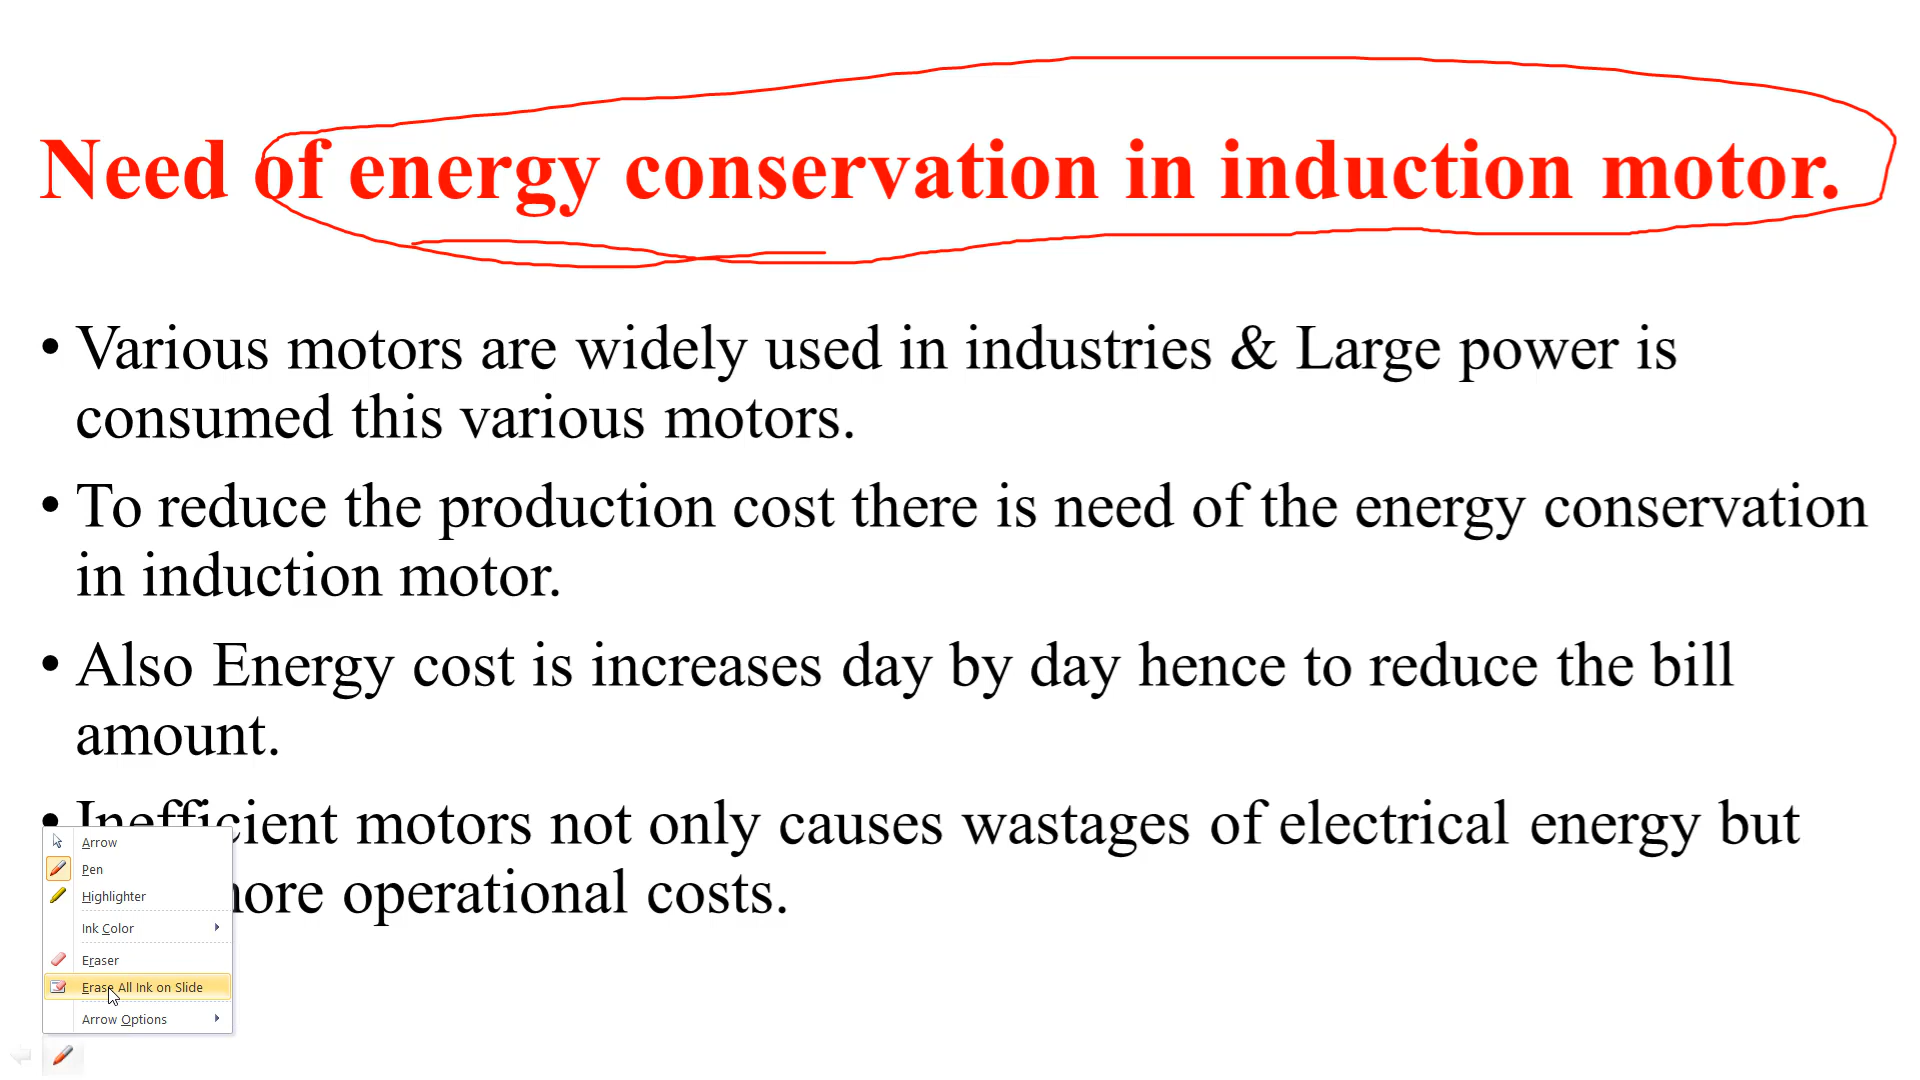 Need of energy conservation in induction motor.
• Various motors are widely used in industries & Large power is
consumed this various motors.
• To reduce the production cost there is need of the energy conservation
in induction motor.
• Also Energy cost is increases day by day hence to reduce the bill
amount.
• Inefficient motors not only causes wastages of electrical energy but
operational costs.
Arrow
Pen
Highlighter
Ink Color
Eraser
Erase All Ink on Slide
Arrow Options